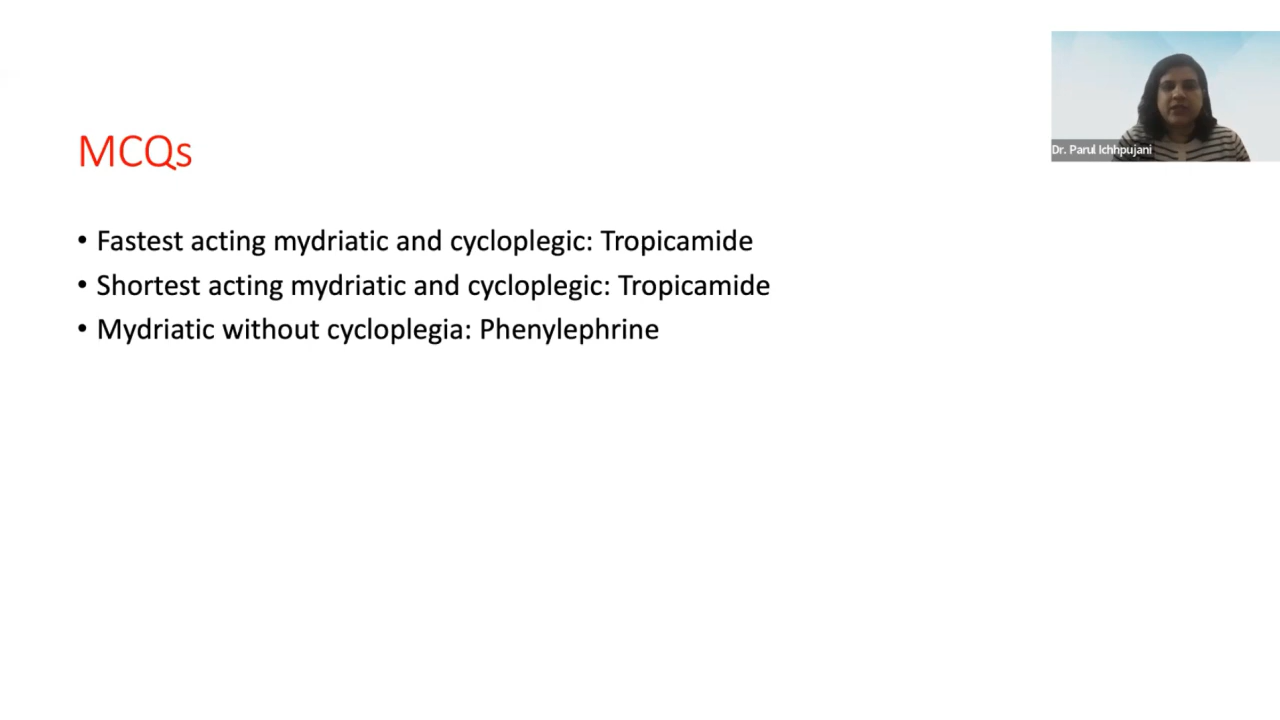 Dr. Parul Ichhpujani
MCQs
• Fastest acting mydriatic and cycloplegic: Tropicamide
• Shortest acting mydriatic and cycloplegic: Tropicamide
• Mydriatic without cycloplegia: Phenylephrine